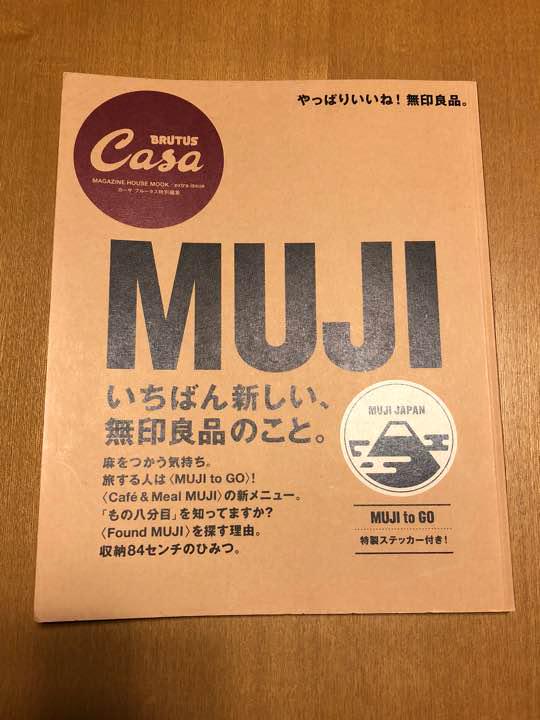 やっぱりいいね！無印良品。
BRUTUS
Casa
MAGAZINE HOUSE MOOK／extra issue
カーサ ブルータス特別編集
MUJI
いちばん新しい、
無印良品のこと。
麻をつかう気持ち。
旅する人は〈MUJI to GO〉！
〈Café & Meal MUJI〉の新メニュー。
「もの八分目」を知ってますか？
〈Found MUJI〉を探す理由。
収納84センチのひみつ。
MUJI JAPAN
MUJI to GO
特製ステッカー付き！